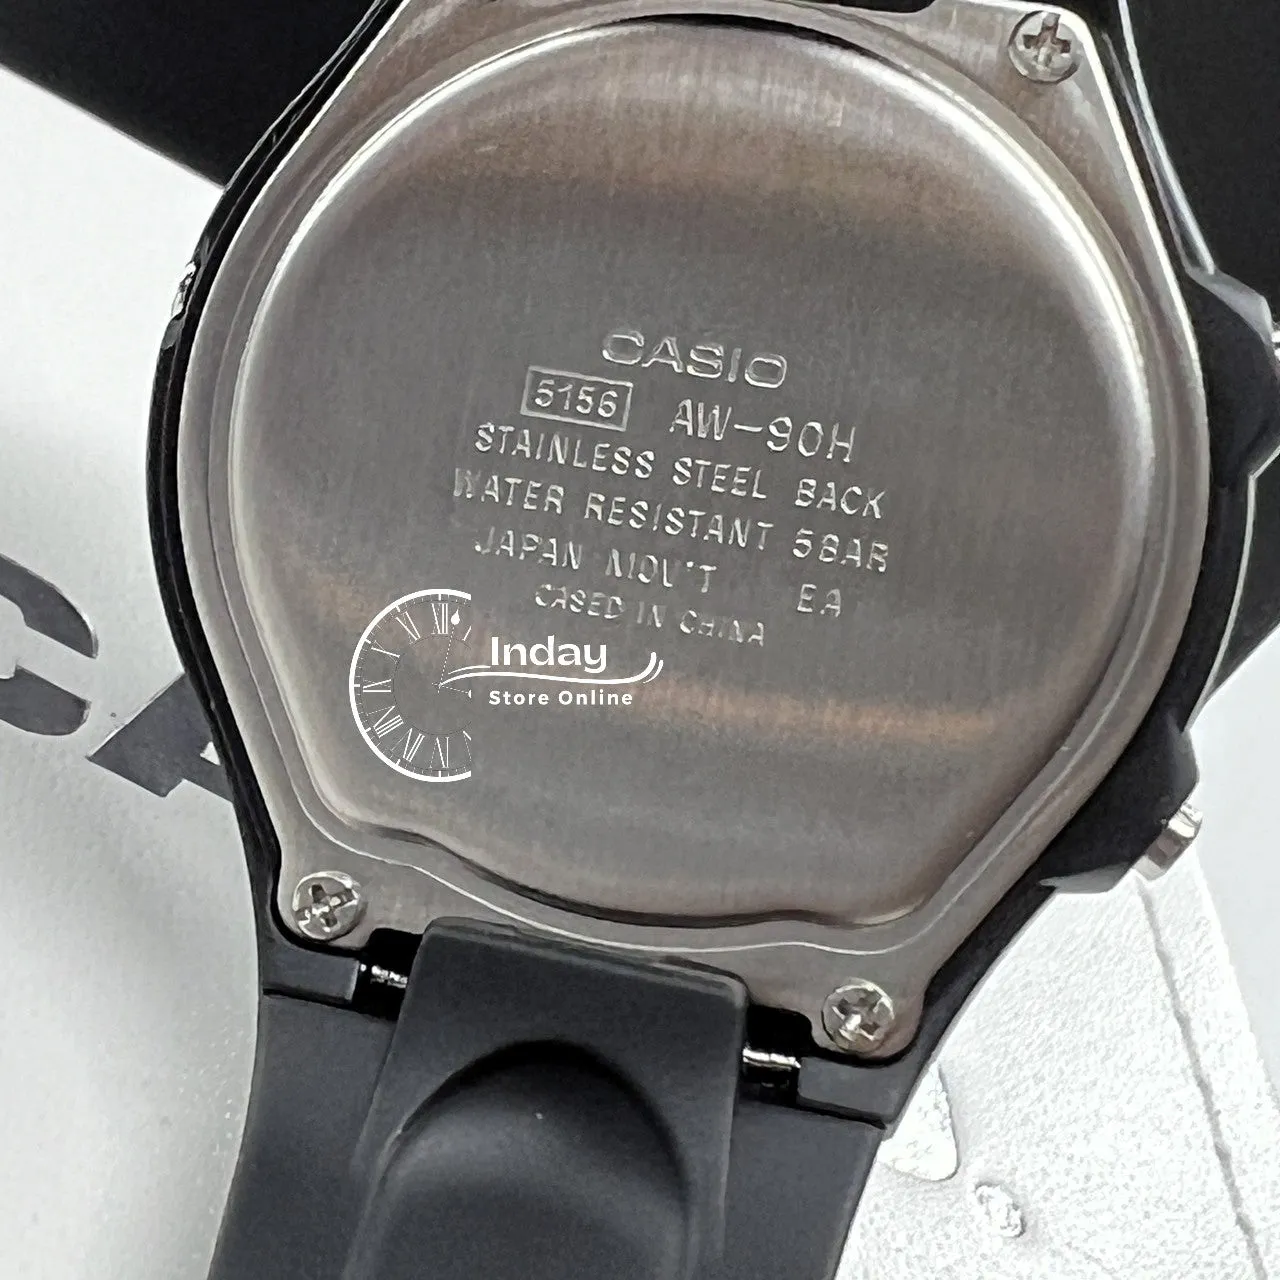 CASIO
5156 AW-90H
STAINLESS STEEL BACK
WATER RESISTANT 5BAR
JAPAN MOV'T EA
CASED IN CHINA
Inday
Store Online